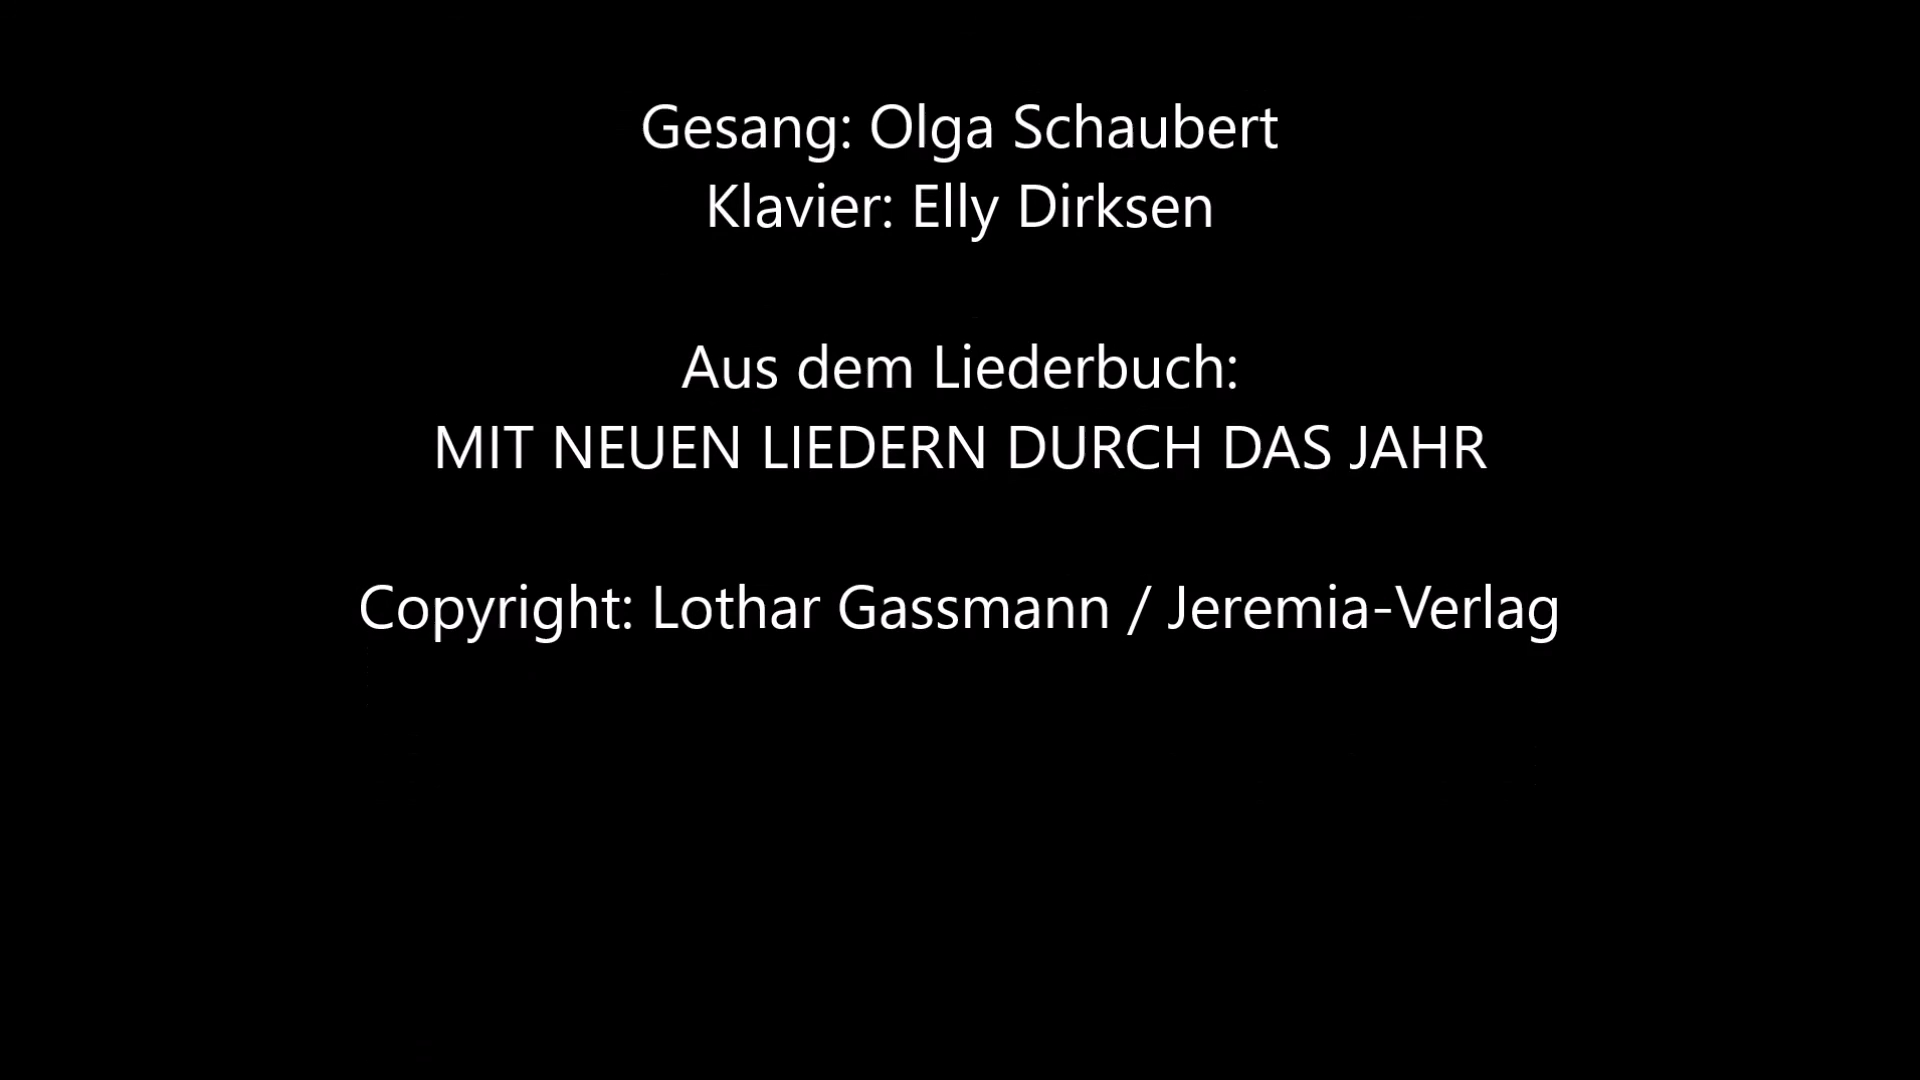 Gesang: Olga Schaubert
Klavier: Elly Dirksen
Aus dem Liederbuch:
MIT NEUEN LIEDERN DURCH DAS JAHR
Copyright: Lothar Gassmann / Jeremia-Verlag